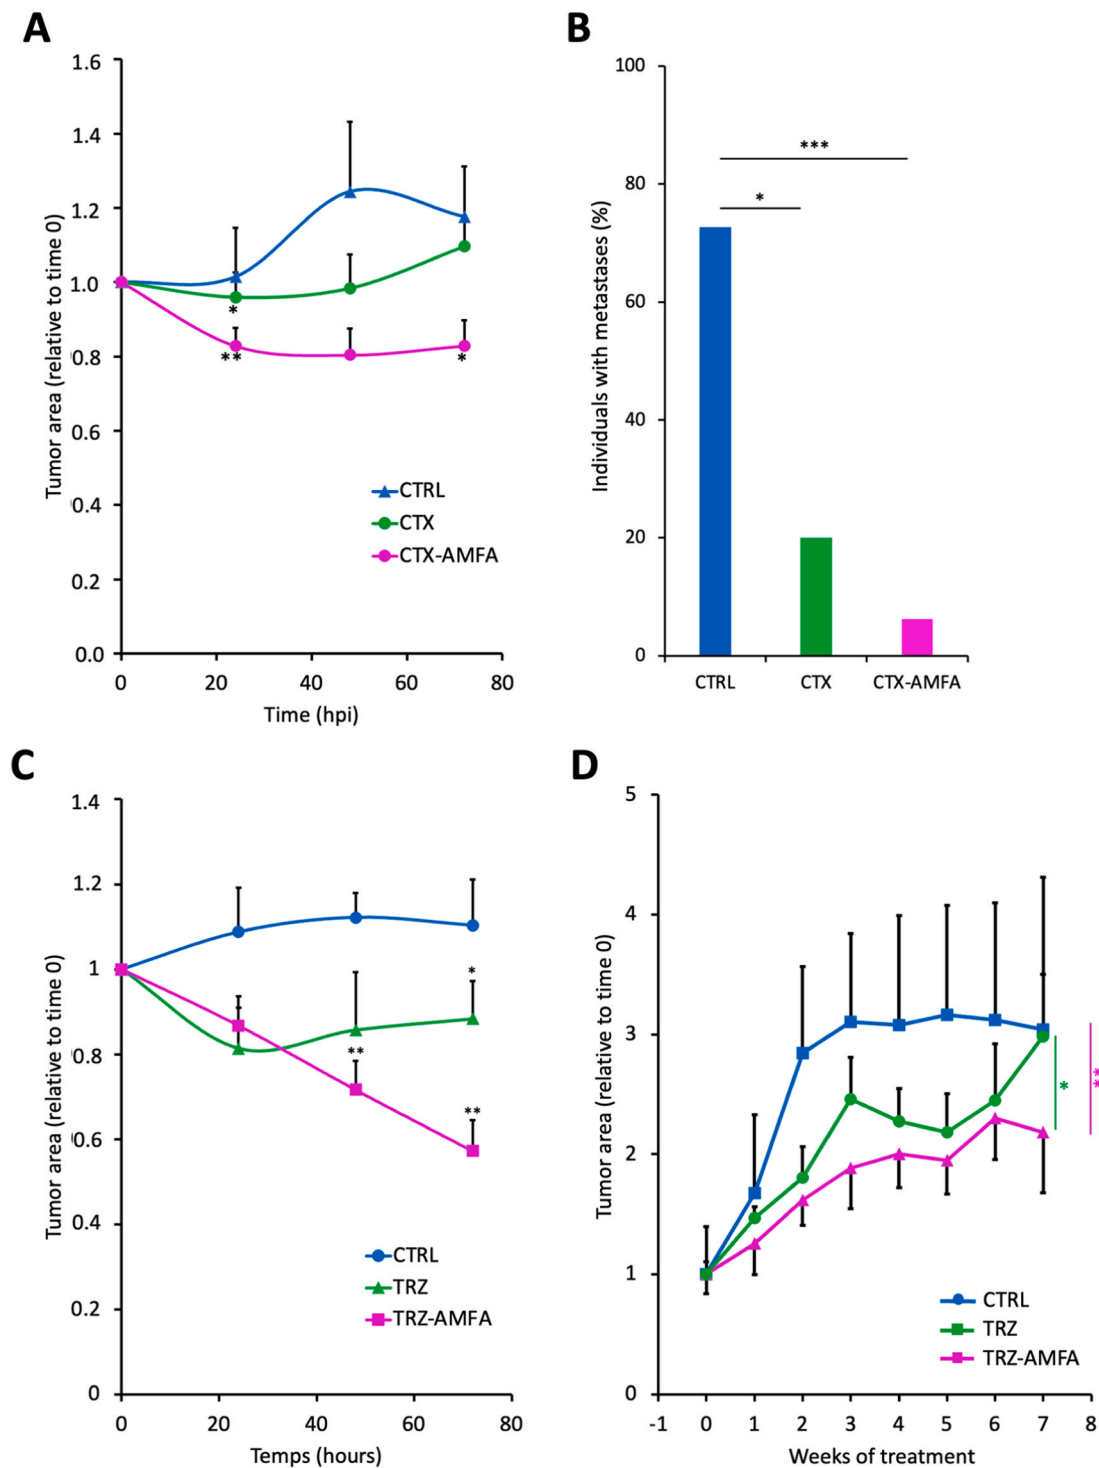 A
Tumor area (relative to time 0)
1.6
1.4
1.2
1.0
0.8
0.6
0.4
0.2
0.0
*
**
*
CTRL
CTX
CTX-AMFA
0 20 40 60 80
Time (hpi)
B
Individuals with metastases (%)
100
80
60
40
20
0
***
*
CTRL CTX CTX-AMFA
C
Tumor area (relative to time 0)
1.4
1.2
1
0.8
0.6
0.4
0.2
0
*
**
**
CTRL
TRZ
TRZ-AMFA
0 20 40 60 80
Temps (hours)
D
Tumor area (relative to time 0)
5
4
3
2
1
0
*
**
CTRL
TRZ
TRZ-AMFA
-1 0 1 2 3 4 5 6 7 8
Weeks of treatment